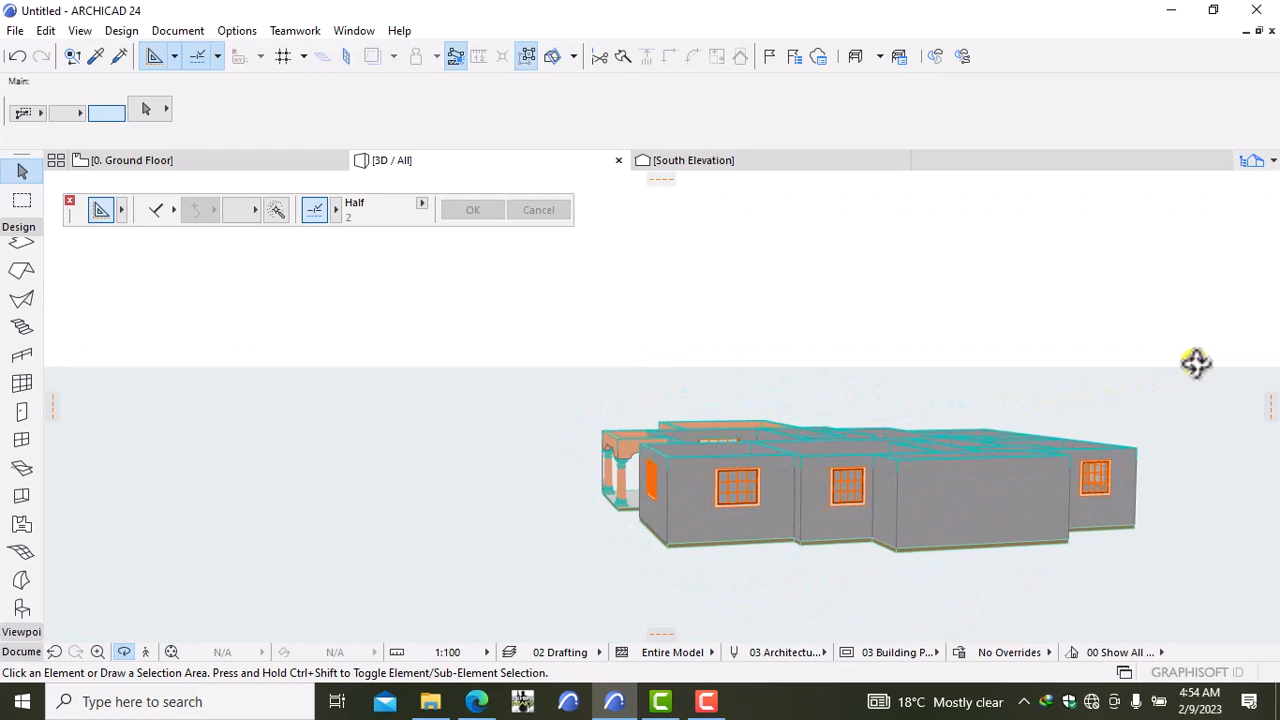 Untitled - ARCHICAD 24
File Edit View Design Document Options Teamwork Window Help
Main:
[0. Ground Floor]
[3D / All]
[South Elevation]
Half
2
OK
Cancel
Design
Viewpoi
Docume
N/A
N/A
1:100
02 Drafting
Entire Model
03 Architectu...
03 Building P...
No Overrides
00 Show All ...
Click an Element or Draw a Selection Area. Press and Hold Ctrl+Shift to Toggle Element/Sub-Element Selection.
GRAPHISOFT ID
Type here to search
18°C Mostly clear
4:54 AM
2/9/2023